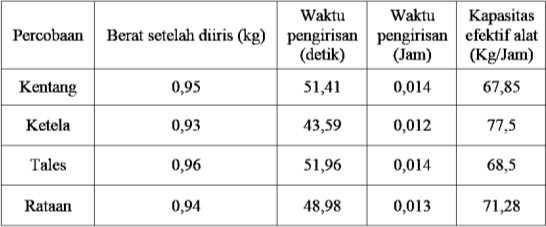 Percobaan | Berat setelah diiris (kg) | Waktu pengirisan (detik) | Waktu pengirisan (Jam) | Kapasitas efektif alat (Kg/Jam)
Kentang | 0,95 | 51,41 | 0,014 | 67,85
Ketela | 0,93 | 43,59 | 0,012 | 77,5
Tales | 0,96 | 51,96 | 0,014 | 68,5
Rataan | 0,94 | 48,98 | 0,013 | 71,28